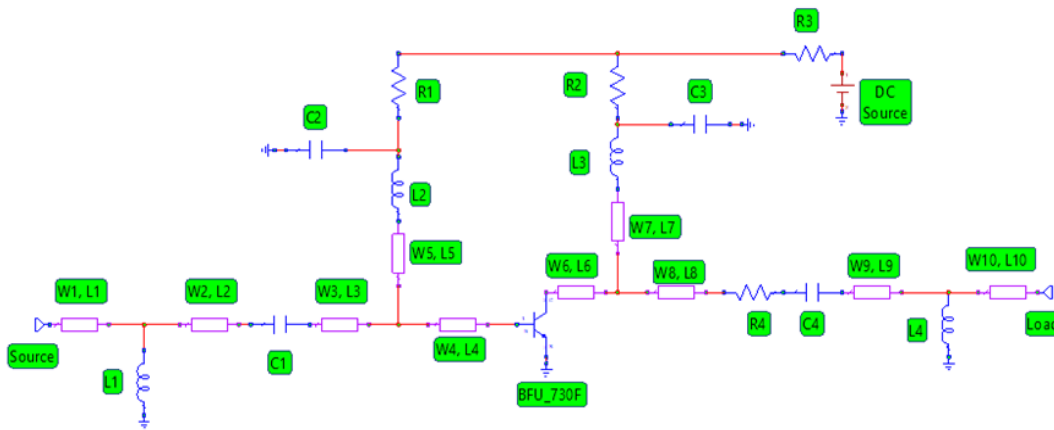 R3
R1
R2
C2
C3
DC
Source
L3
L2
W7, L7
W5, L5
W6, L6
W8, L8
W9, L9
W10, L10
W1, L1
W2, L2
W3, L3
R4
C4
L4
Load
Source
W4, L4
C1
L1
BFU_730F